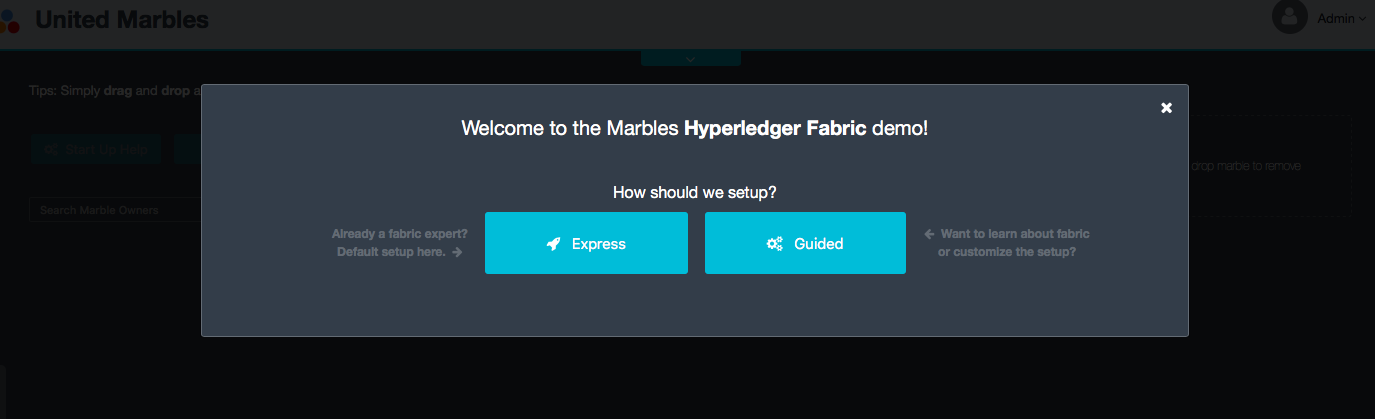 United Marbles
Admin
Tips: Simply drag and drop a
Welcome to the Marbles Hyperledger Fabric demo!
Start Up Help
drop marble to remove
How should we setup?
Search Marble Owners
Already a fabric expert?
Default setup here.
Express
Guided
Want to learn about fabric
or customize the setup?